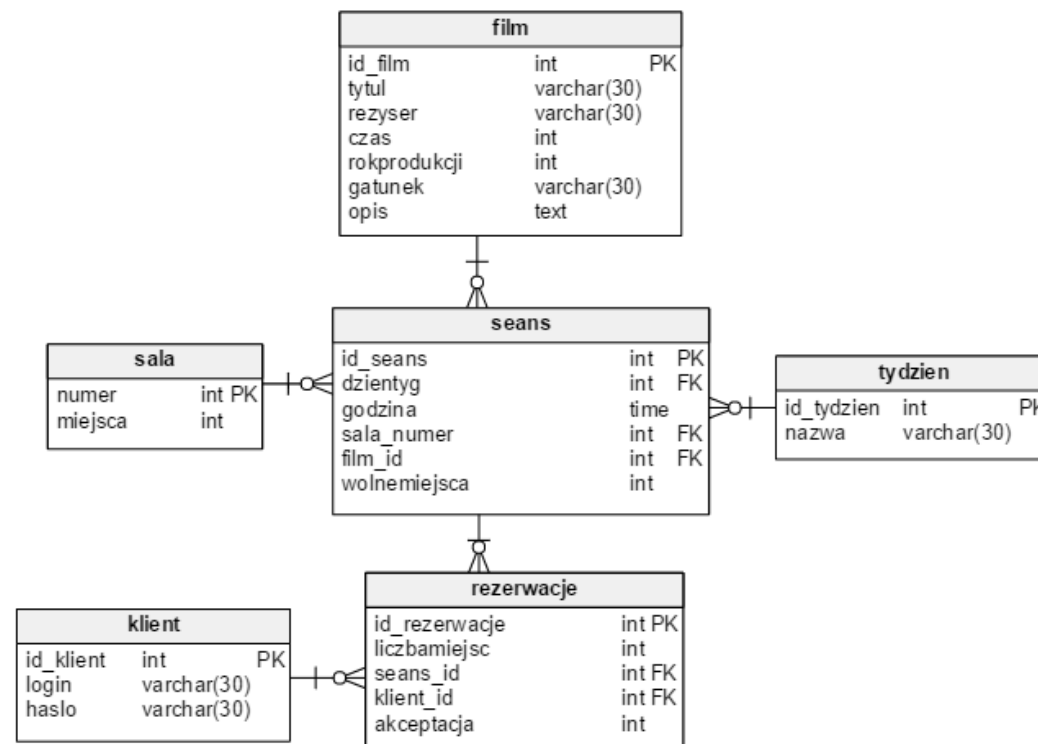 film
id_film int PK
tytul varchar(30)
rezyser varchar(30)
czas int
rokprodukcji int
gatunek varchar(30)
opis text
seans
id_seans int PK
dzientyg int FK
godzina time
sala_numer int FK
film_id int FK
wolnemiejsca int
sala
numer int PK
miejsca int
tydzien
id_tydzien int PK
nazwa varchar(30)
rezerwacje
id_rezerwacje int PK
liczbamiejsc int
seans_id int FK
klient_id int FK
akceptacja int
klient
id_klient int PK
login varchar(30)
haslo varchar(30)